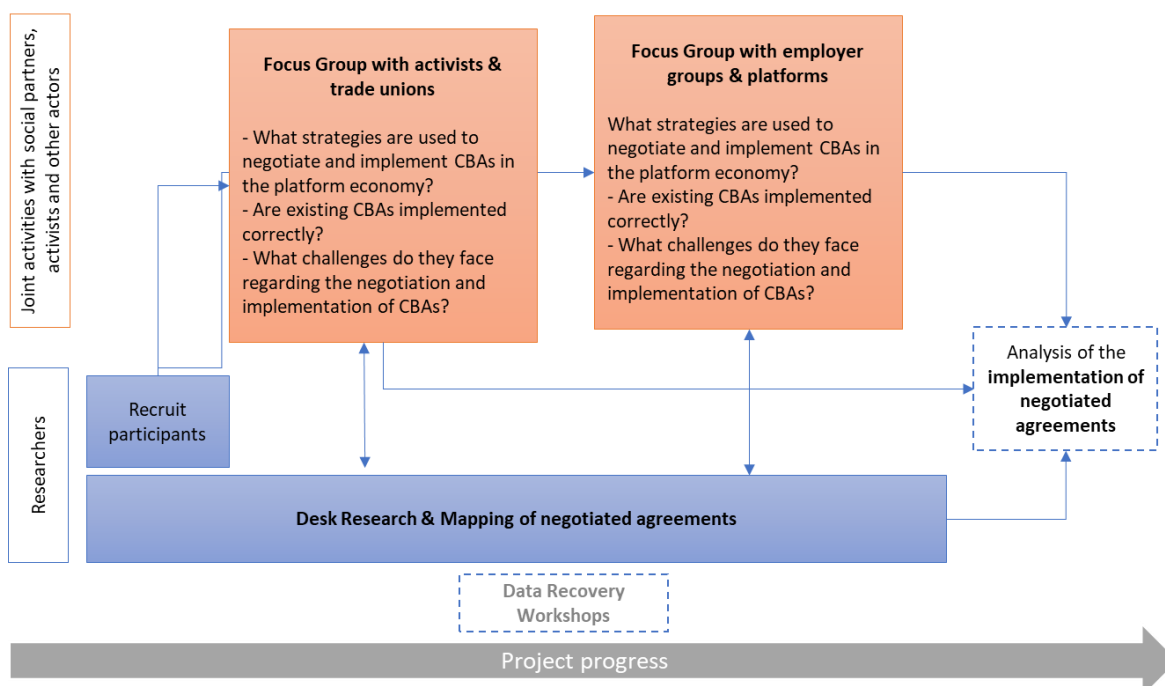 Joint activities with social partners,
activists and other actors
Focus Group with activists &
trade unions
- What strategies are used to
negotiate and implement CBAs in
the platform economy?
- Are existing CBAs implemented
correctly?
- What challenges do they face
regarding the negotiation and
implementation of CBAs?
Focus Group with employer
groups & platforms
What strategies are used to
negotiate and implement CBAs in
the platform economy?
- Are existing CBAs implemented
correctly?
- What challenges do they face
regarding the negotiation and
implementation of CBAs?
Analysis of the
implementation of
negotiated
agreements
Researchers
Recruit
participants
Desk Research & Mapping of negotiated agreements
Data Recovery
Workshops
Project progress